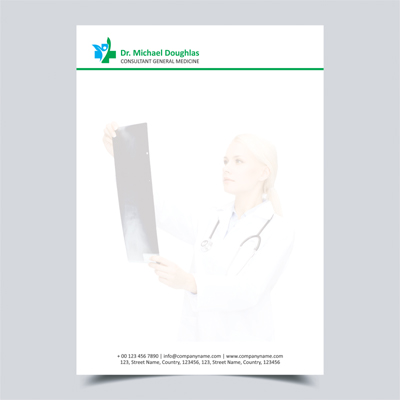 Dr. Michael Doughlas
CONSULTANT GENERAL MEDICINE
+ 00 123 456 7890 | info@companyname.com | www.companyname.com
123, Street Name, Country, 123456, 123, Street Name, Country, 123456